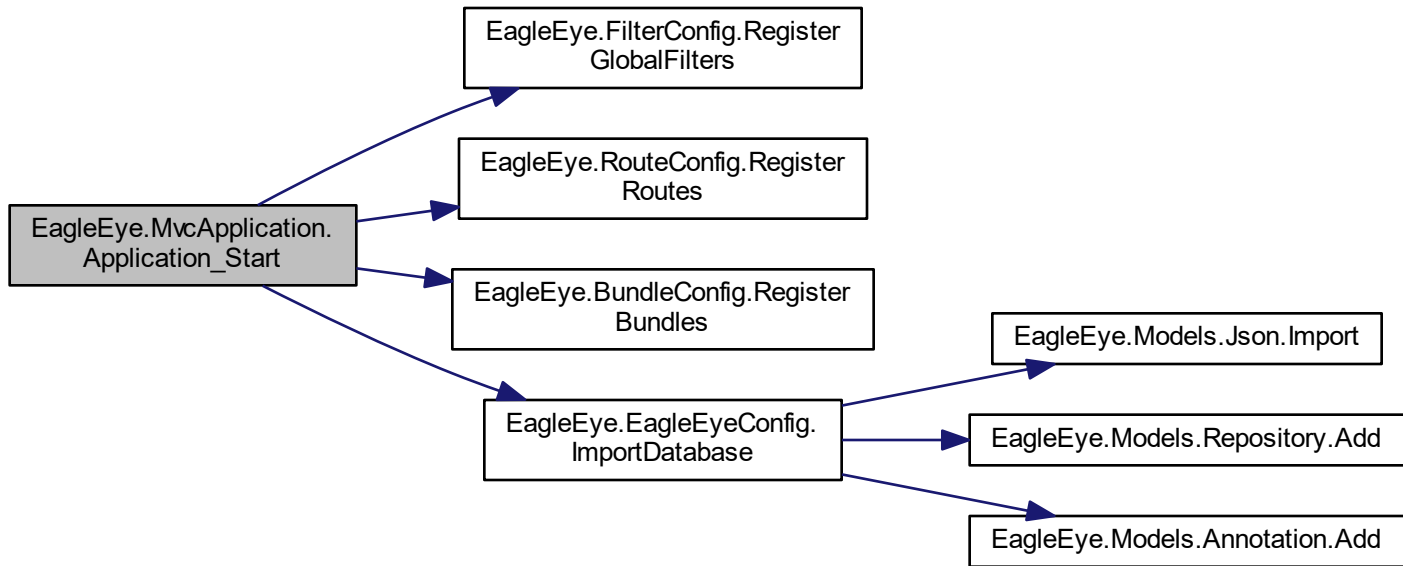 EagleEye.FilterConfig.Register
GlobalFilters
EagleEye.RouteConfig.Register
Routes
EagleEye.MvcApplication.
Application_Start
EagleEye.BundleConfig.Register
Bundles
EagleEye.Models.Json.Import
EagleEye.EagleEyeConfig.
ImportDatabase
EagleEye.Models.Repository.Add
EagleEye.Models.Annotation.Add